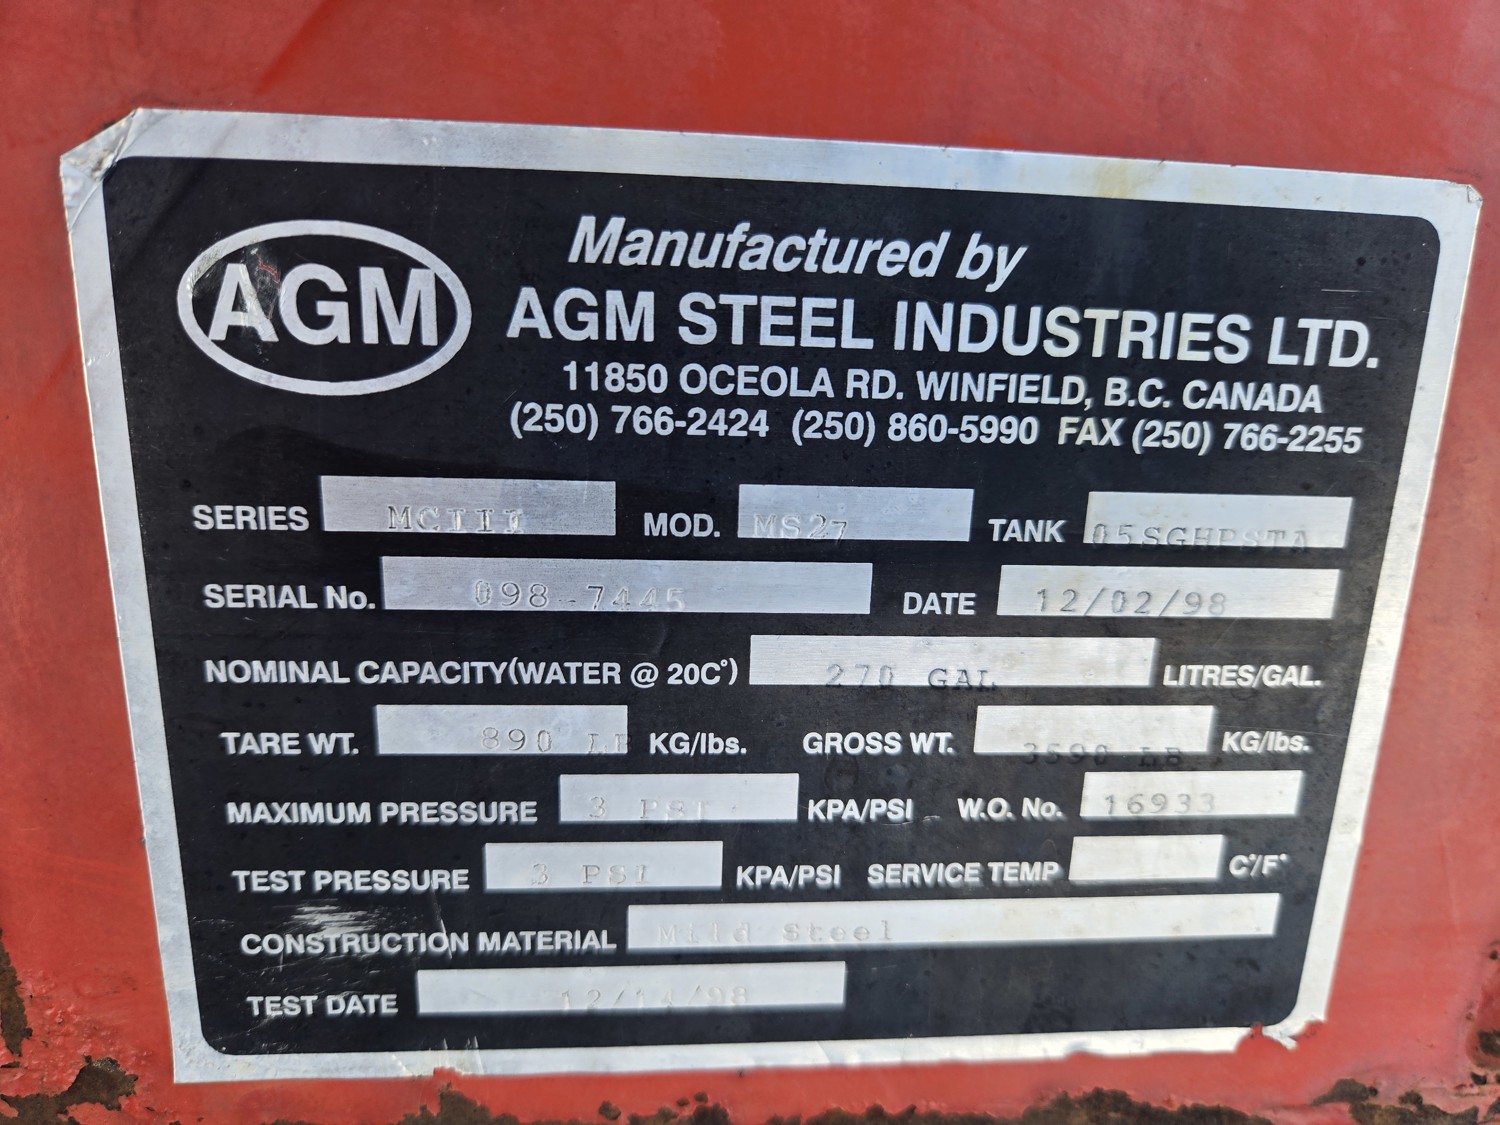 AGM
Manufactured by
AGM STEEL INDUSTRIES LTD.
11850 OCEOLA RD. WINFIELD, B.C. CANADA
(250) 766-2424 (250) 860-5990 FAX (250) 766-2255
SERIES MCIII MOD. MS27 TANK 05SGHPSTA
SERIAL No. 098-7445 DATE 12/02/98
NOMINAL CAPACITY(WATER @ 20C°) 270 GAL LITRES/GAL.
TARE WT. 890 LB KG/lbs. GROSS WT. 3590 LB KG/lbs.
MAXIMUM PRESSURE 3 PSI KPA/PSI W.O. No. 16933
TEST PRESSURE 3 PSI KPA/PSI SERVICE TEMP C°/F°
CONSTRUCTION MATERIAL Mild Steel
TEST DATE